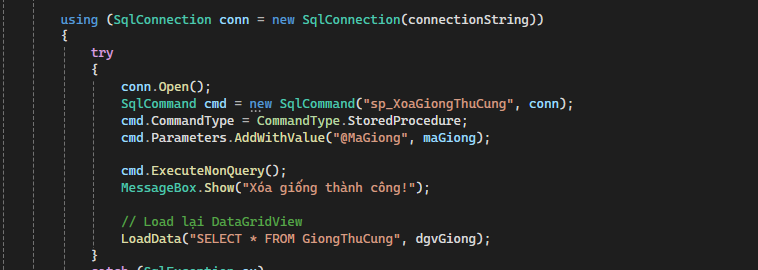 using (SqlConnection conn = new SqlConnection(connectionString))
{
try
{
conn.Open();
SqlCommand cmd = new SqlCommand("sp_XoaGiongThuCung", conn);
cmd.CommandType = CommandType.StoredProcedure;
cmd.Parameters.AddWithValue("@MaGiong", maGiong);
cmd.ExecuteNonQuery();
MessageBox.Show("Xóa giống thành công!");
// Load lại DataGridView
LoadData("SELECT * FROM GiongThuCung", dgvGiong);
}
catch (SqlException ex)